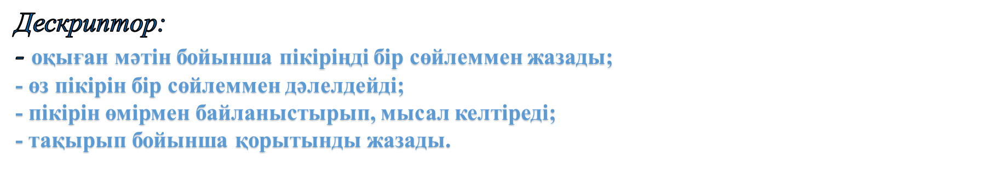 Дескриптор:
- оқыған мәтін бойынша пікіріңді бір сөйлеммен жазады;
- өз пікірін бір сөйлеммен дәлелдейді;
- пікірін өмірмен байланыстырып, мысал келтіреді;
- тақырып бойынша қорытынды жазады.